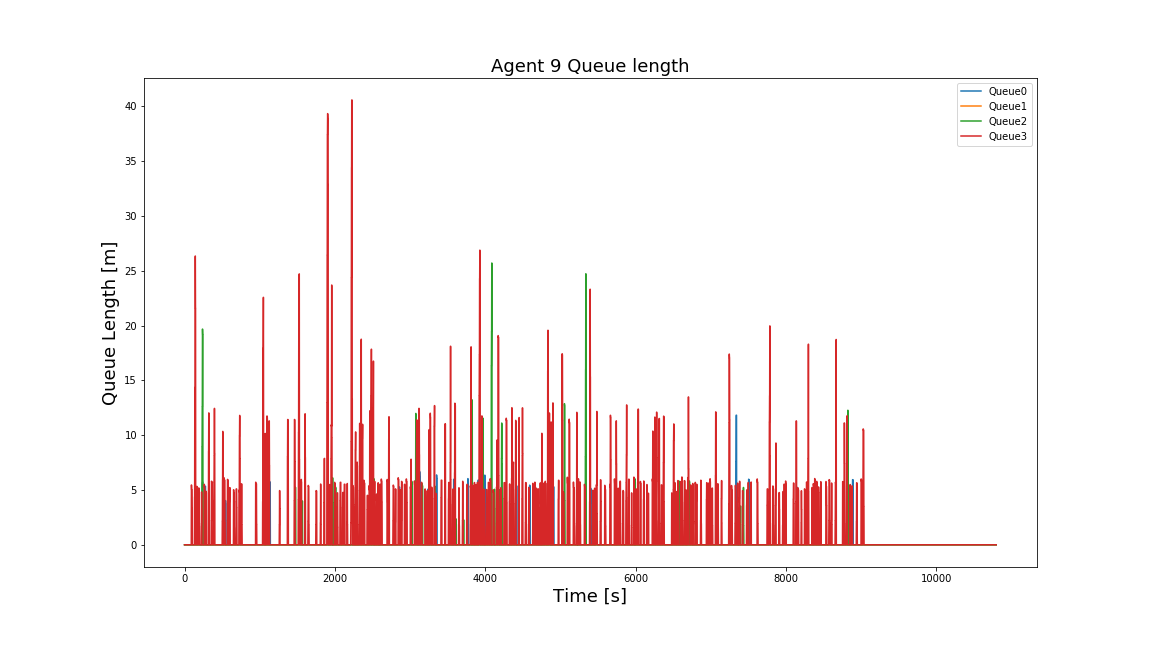 Agent 9 Queue length
Queue0
Queue1
Queue2
Queue3
Queue Length [m]
40
35
30
25
20
15
10
5
0
0 2000 4000 6000 8000 10000
Time [s]